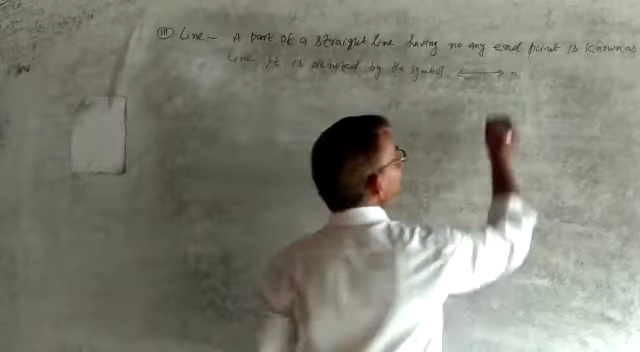 (III) Line - A part of a straight line having no any end point is known as
line It is denoted by the symbol ↔